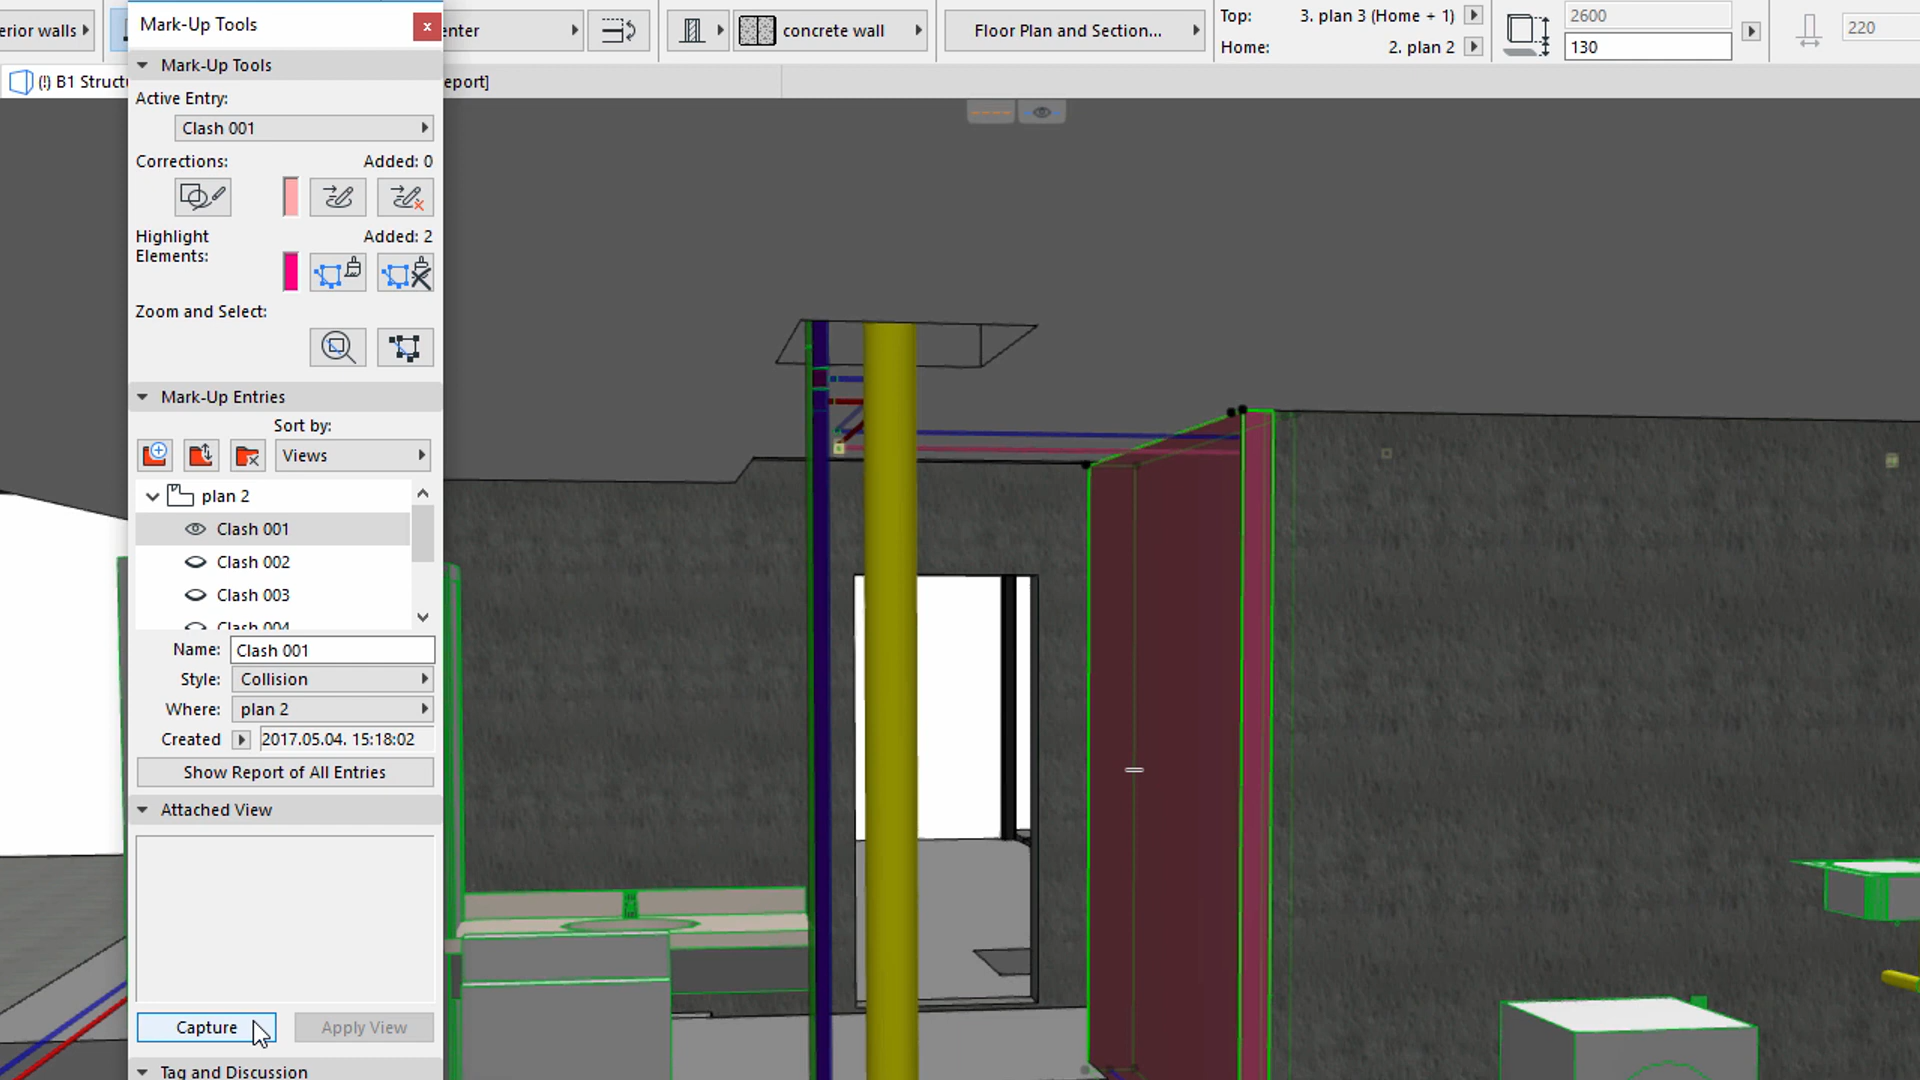 erior walls
enter
concrete wall
Floor Plan and Section...
Top:
3. plan 3 (Home + 1)
Home:
2. plan 2
2600
130
220
(!) B1 Structu
eport]
Mark-Up Tools
Mark-Up Tools
Active Entry:
Clash 001
Corrections:
Added: 0
Highlight
Elements:
Added: 2
Zoom and Select:
Mark-Up Entries
Sort by:
Views
plan 2
Clash 001
Clash 002
Clash 003
Clash 004
Name:
Clash 001
Style:
Collision
Where:
plan 2
Created
2017.05.04. 15:18:02
Show Report of All Entries
Attached View
Capture
Apply View
Tag and Discussion